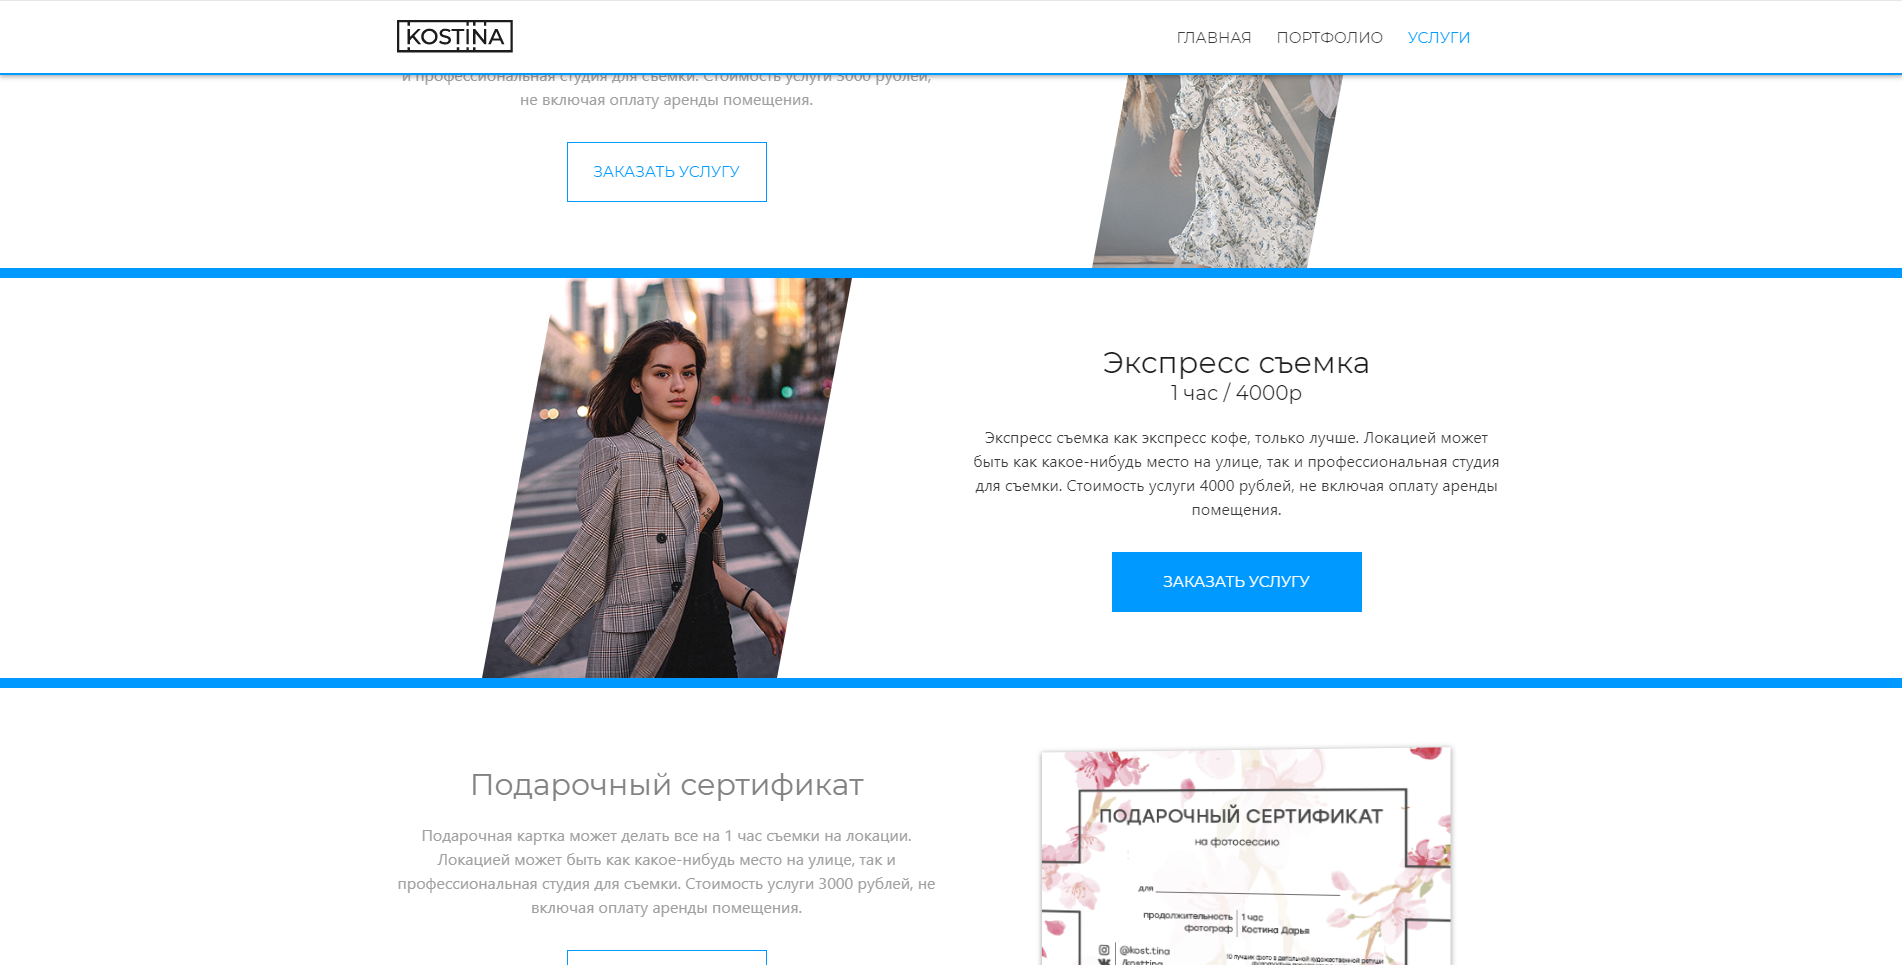 KOSTINA
ГЛАВНАЯ ПОРТФОЛИО УСЛУГИ
и профессиональная студия для съемки. Стоимость услуги 3000 рублей,
не включая оплату аренды помещения.
ЗАКАЗАТЬ УСЛУГУ
Экспресс съемка
1 час / 4000р
Экспресс съемка как экспресс кофе, только лучше. Локацией может
быть как какое-нибудь место на улице, так и профессиональная студия
для съемки. Стоимость услуги 4000 рублей, не включая оплату аренды
помещения.
ЗАКАЗАТЬ УСЛУГУ
Подарочный сертификат
Подарочная картка может делать все на 1 час съемки на локации.
Локацией может быть как какое-нибудь место на улице, так и
профессиональная студия для съемки. Стоимость услуги 3000 рублей, не
включая оплату аренды помещения.
ПОДАРОЧНЫЙ СЕРТИФИКАТ
на фотосессию
для
продолжительность 1 час
фотограф Костина Дарья
@kost.tina
/kosttina
10 лучших фото в детальной художественной ретуши